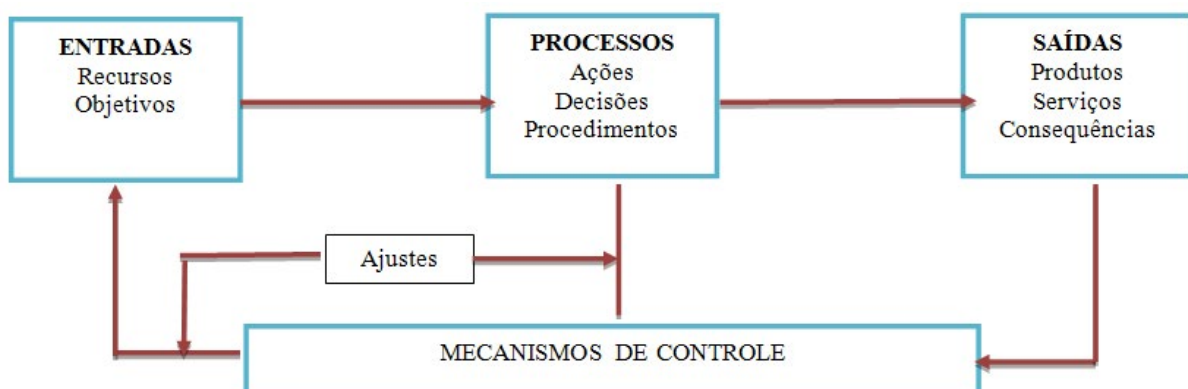 ENTRADAS
Recursos
Objetivos
PROCESSOS
Ações
Decisões
Procedimentos
SAÍDAS
Produtos
Serviços
Consequências
Ajustes
MECANISMOS DE CONTROLE